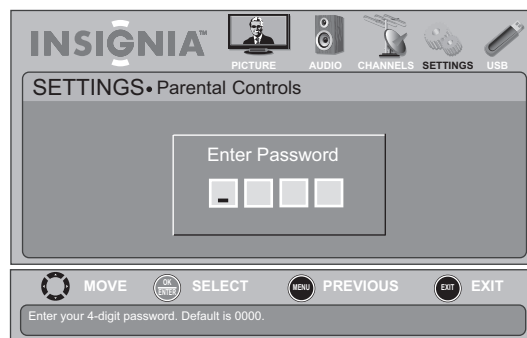 INSIGNIA™
PICTURE AUDIO CHANNELS SETTINGS USB
SETTINGS• Parental Controls
Enter Password
MOVE OK ENTER SELECT MENU PREVIOUS EXIT EXIT
Enter your 4-digit password. Default is 0000.